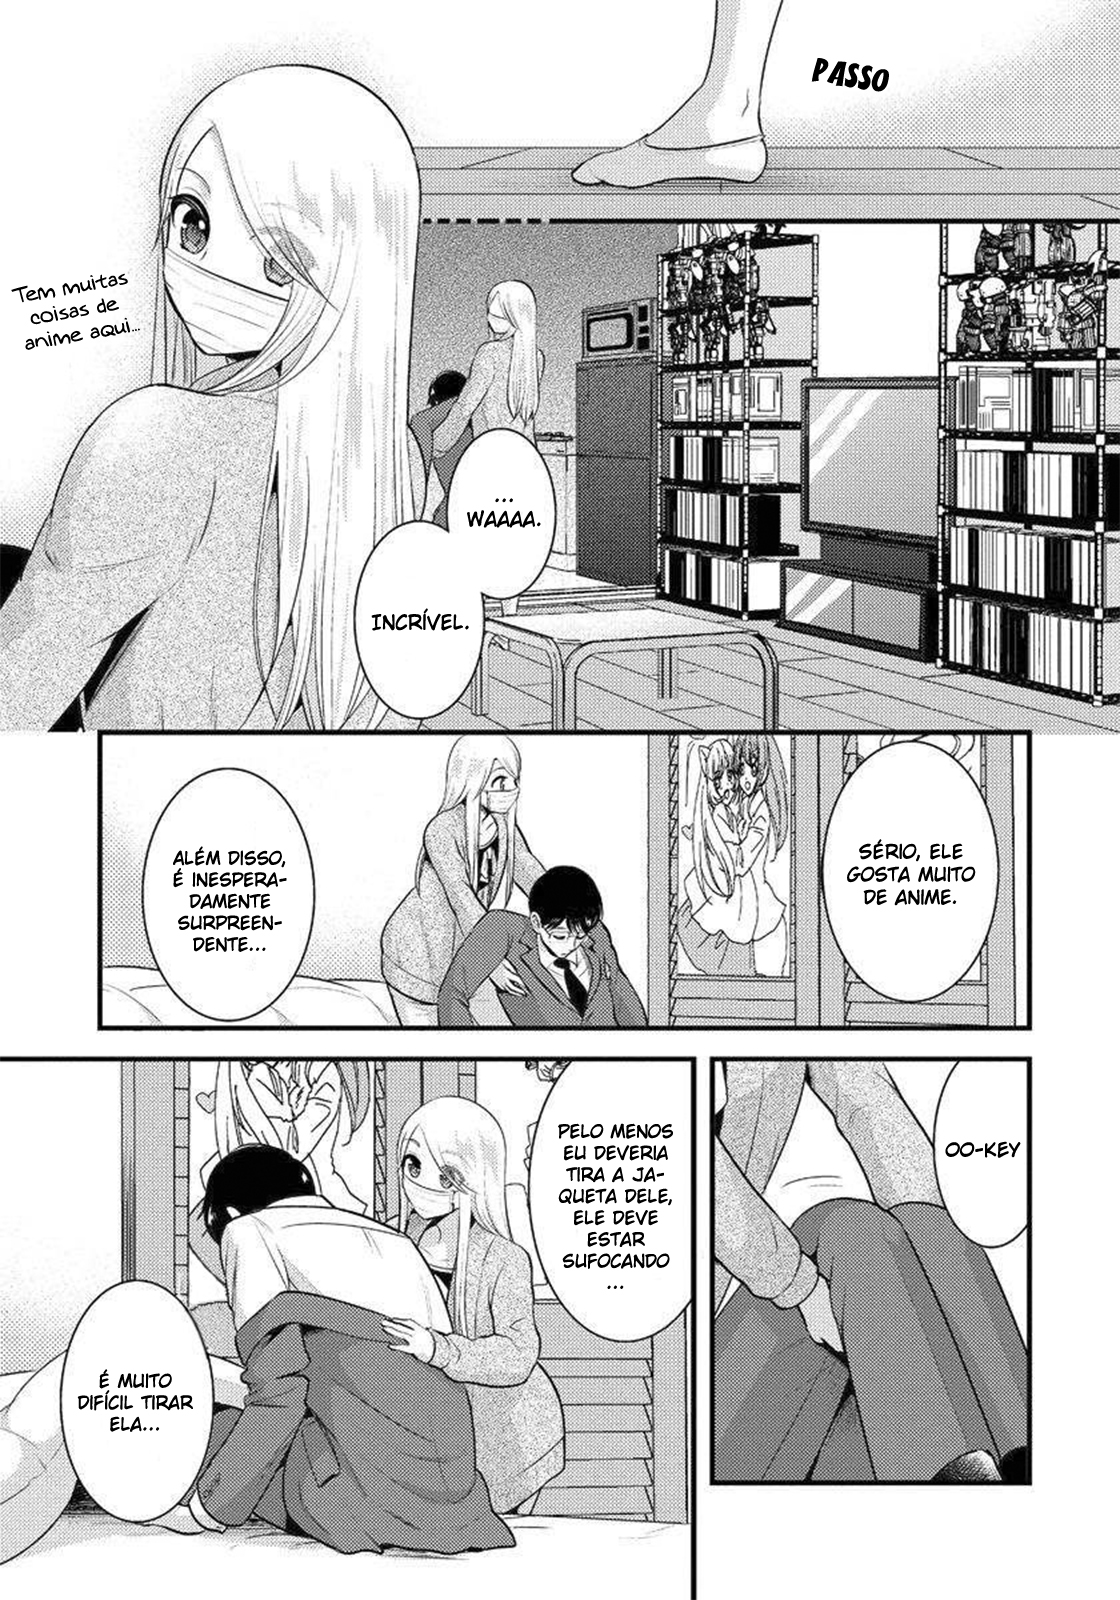 PASSO
Tem muitas
coisas de
anime aqui...
...
WAAAA.
INCRÍVEL.
SÉRIO, ELE
GOSTA MUITO
DE ANIME.
ALÉM DISSO,
É INESPERA-
DAMENTE
SURPREEN-
DENTE...
OO-KEY
PELO MENOS
EU DEVERIA
TIRA A JA-
QUETA DELE,
ELE DEVE
ESTAR
SUFOCANDO
...
É MUITO
DIFÍCIL TIRAR
ELA...